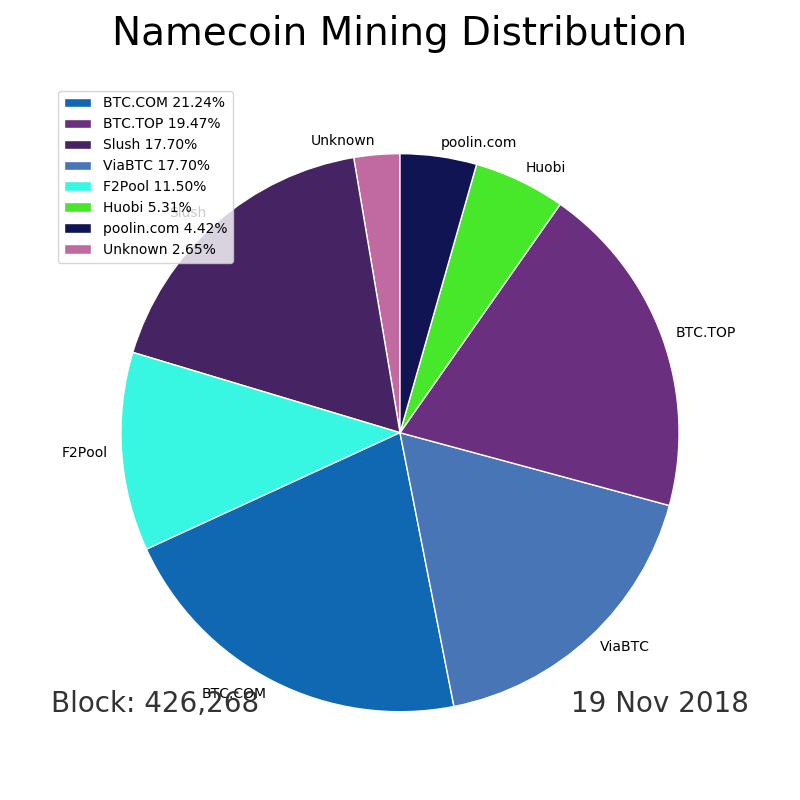 Namecoin Mining Distribution
BTC.COM 21.24%
BTC.TOP 19.47%
Slush 17.70%
ViaBTC 17.70%
F2Pool 11.50%
Huobi 5.31%
poolin.com 4.42%
Unknown 2.65%
Unknown
poolin.com
Huobi
Slush
BTC.TOP
F2Pool
ViaBTC
BTC.COM
Block: 426,268
19 Nov 2018